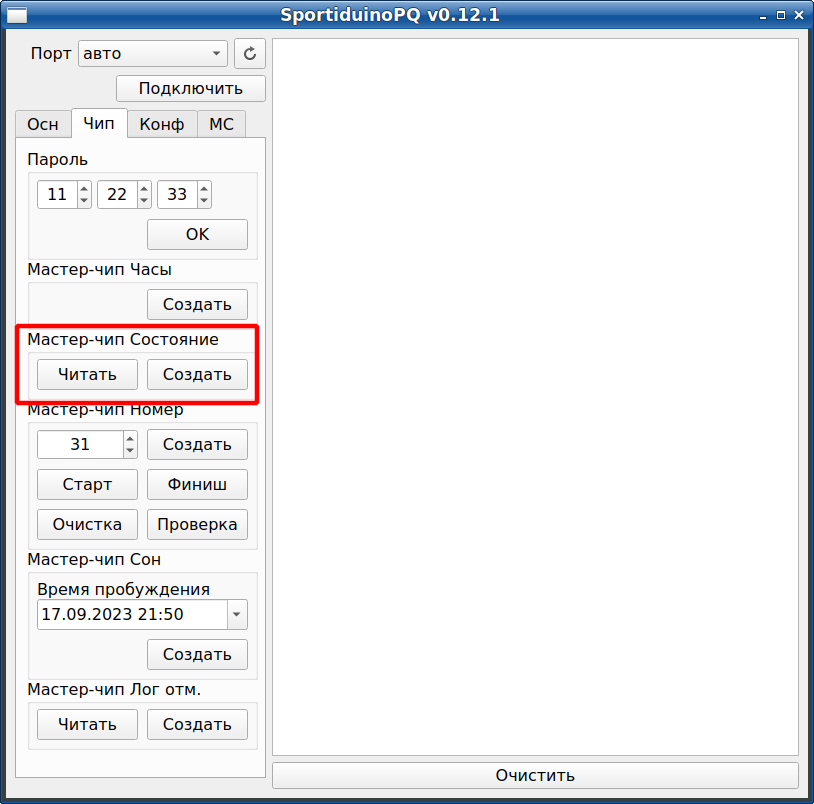 SportiduinoPQ v0.12.1
Порт авто
Подключить
Осн Чип Конф МС
Пароль
11 22 33
OK
Мастер-чип Часы
Создать
Мастер-чип Состояние
Читать Создать
Мастер-чип Номер
31 Создать
Старт Финиш
Очистка Проверка
Мастер-чип Сон
Время пробуждения
17.09.2023 21:50
Создать
Мастер-чип Лог отм.
Читать Создать
Очистить